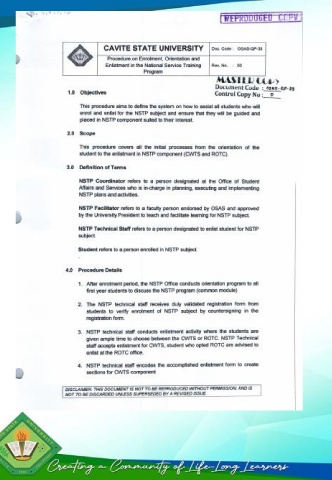 REPRODUCED COPY
CAVITE STATE UNIVERSITY
Doc. Code : OSAS-QP-35
Procedure on Enrolment, Orientation and
Enlistment in the National Service Training
Program
Rev. No. : 00
MASTER COPY
Document Code : OSAS-QP-35
Control Copy No : 0
1.0 Objectives
This procedure aims to define the system on how to assist all students who will
enrol and enlist for the NSTP subject and ensure that they will be guided and
placed in NSTP component suited to their interest.
2.0 Scope
This procedure covers all the initial processes from the orientation of the
student to the enlistment in NSTP component (CWTS and ROTC).
3.0 Definition of Terms
NSTP Coordinator refers to a person designated at the Office of Student
Affairs and Services who is in-charge in planning, executing and implementing
NSTP plans and activities.
NSTP Facilitator refers to a faculty person endorsed by OSAS and approved
by the University President to teach and facilitate learning for NSTP subject.
NSTP Technical Staff refers to a person designated to enlist student for NSTP
subject.
Student refers to a person enrolled in NSTP subject
4.0 Procedure Details
1. After enrolment period, the NSTP Office conducts orientation program to all
first year students to discuss the NSTP program (common module)
2. The NSTP technical staff receives duly validated registration form from
students to verify enrolment of NSTP subject by countersigning in the
registration form.
3. NSTP technical staff conducts enlistment activity where the students are
given ample time to choose between the CWTS or ROTC. NSTP Technical
staff accepts enlistment for CWTS, student who opted ROTC are advised to
enlist at the ROTC office.
4. NSTP technical staff encodes the accomplished enlistment form to create
sections for CWTS component
DISCLAIMER: THIS DOCUMENT IS NOT TO BE REPRODUCED WITHOUT PERMISSION; AND IS
NOT TO BE DISCARDED UNLESS SUPERSEDED BY A REVISED ISSUE
Creating a Community of Life-Long Learners